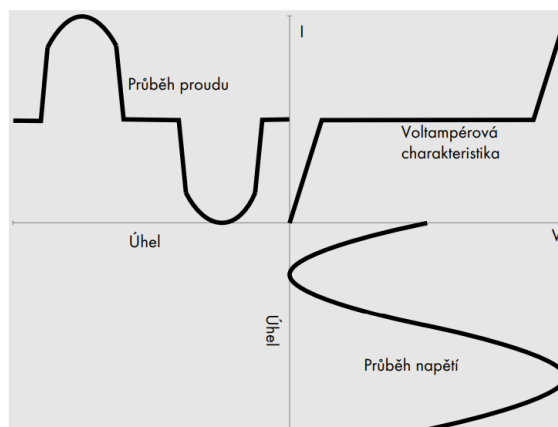 I
Průběh proudu
Voltampérová
charakteristika
Úhel
V
Úhel
Průběh napětí